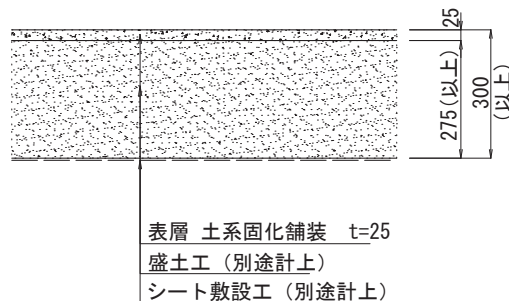 25
275(以上)
300
(以上)
表層 土系固化舗装 t=25
盛土工（別途計上）
シート敷設工（別途計上）